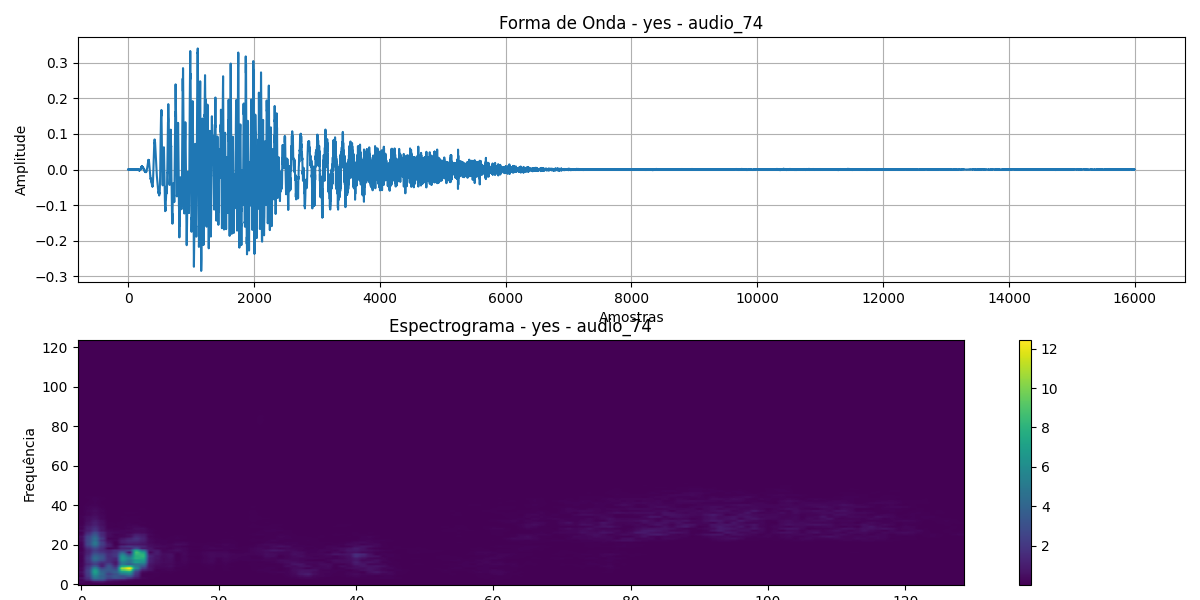 Forma de Onda - yes - audio_74
Amplitude
0.3
0.2
0.1
0.0
−0.1
−0.2
−0.3
0 2000 4000 6000 8000 10000 12000 14000 16000
Amostras
Espectrograma - yes - audio_74
Frequência
120
100
80
60
40
20
0
12
10
8
6
4
2
0 20 40 60 80 100 120